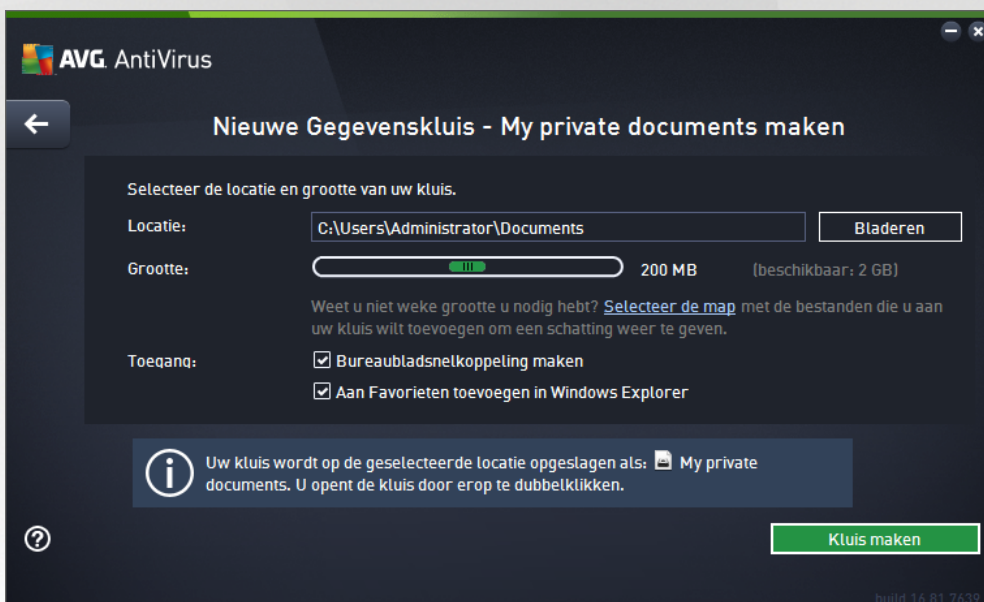 AVG. AntiVirus
Nieuwe Gegevenskluis - My private documents maken
Selecteer de locatie en grootte van uw kluis.
Locatie: C:\Users\Administrator\Documents Bladeren
Grootte: 200 MB (beschikbaar: 2 GB)
Weet u niet weke grootte u nodig hebt? Selecteer de map met de bestanden die u aan
uw kluis wilt toevoegen om een schatting weer te geven.
Toegang: Bureaubladsnelkoppeling maken
Aan Favorieten toevoegen in Windows Explorer
Uw kluis wordt op de geselecteerde locatie opgeslagen als: My private
documents. U opent de kluis door erop te dubbelklikken.
Kluis maken
build 16.81.7639